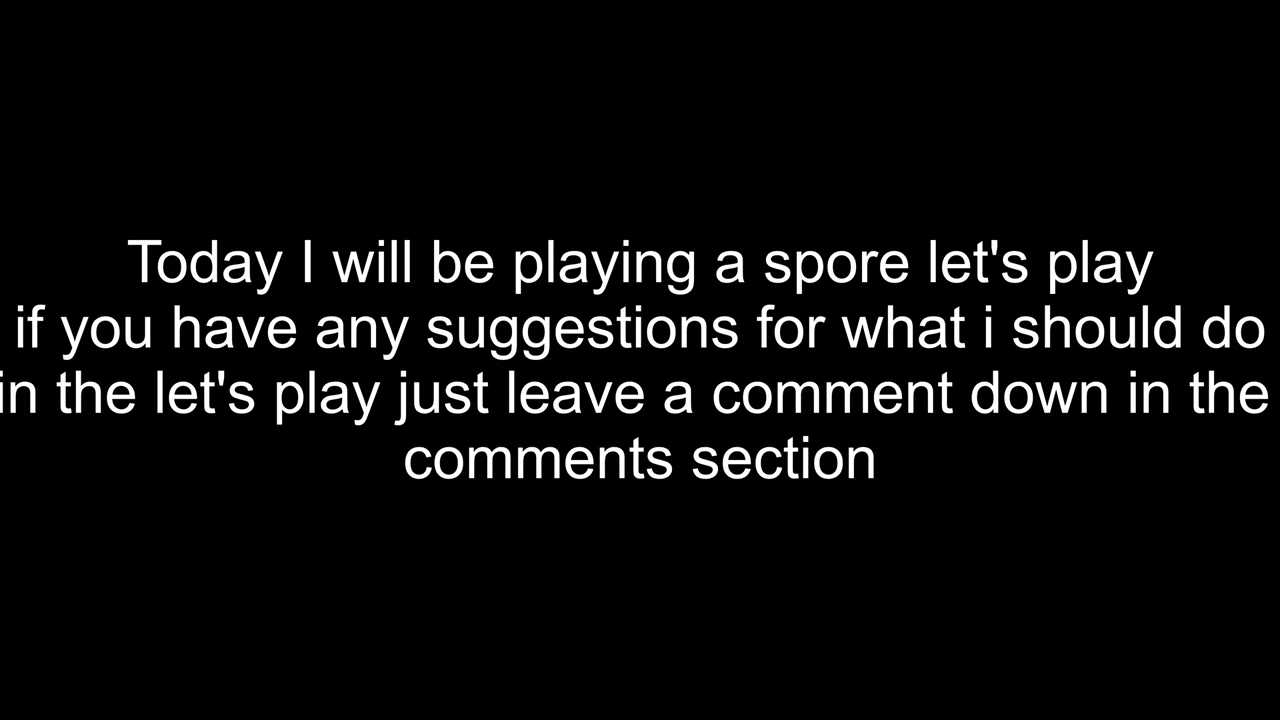 Today I will be playing a spore let's play
if you have any suggestions for what i should do
in the let's play just leave a comment down in the
comments section